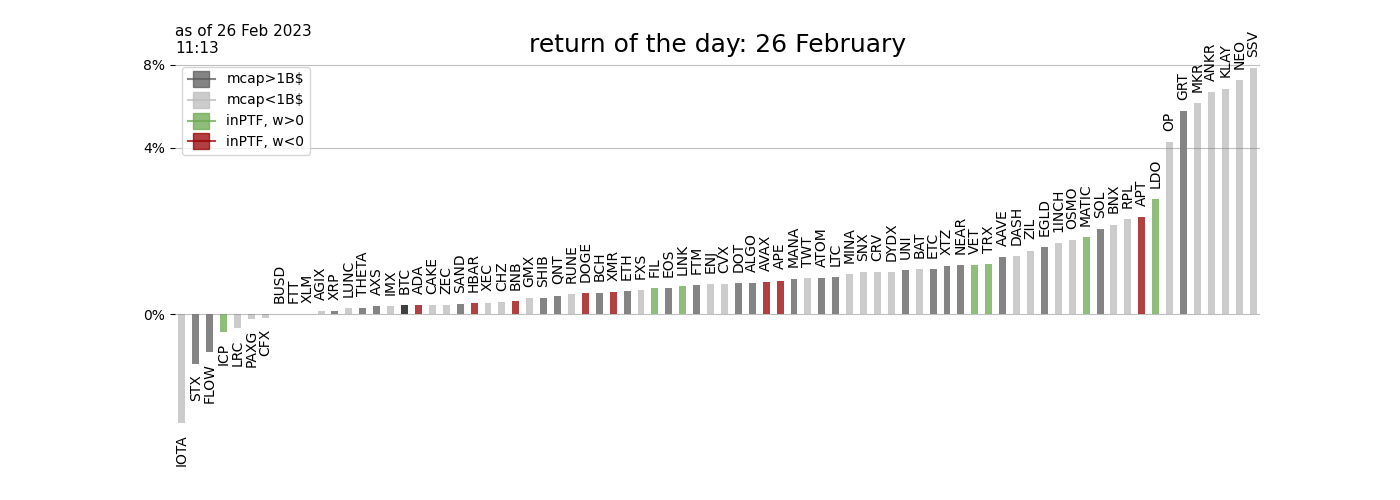 as of 26 Feb 2023
11:13
return of the day: 26 February
8%
4%
0%
mcap>1B$
mcap<1B$
inPTF, w>0
inPTF, w<0
IOTA
STX
FLOW
ICP
LRC
PAXG
CFX
BUSD
FTT
XLM
AGIX
XRP
LUNC
THETA
AXS
IMX
BTC
ADA
CAKE
ZEC
SAND
HBAR
XEC
CHZ
BNB
GMX
SHIB
QNT
RUNE
DOGE
BCH
XMR
ETH
FXS
FIL
EOS
LINK
FTM
ENJ
CVX
DOT
ALGO
AVAX
APE
MANA
TWT
ATOM
LTC
MINA
SNX
CRV
DYDX
UNI
BAT
ETC
XTZ
NEAR
VET
TRX
AAVE
DASH
ZIL
EGLD
1INCH
OSMO
MATIC
SOL
BNX
RPL
APT
LDO
OP
GRT
MKR
ANKR
KLAY
NEO
SSV